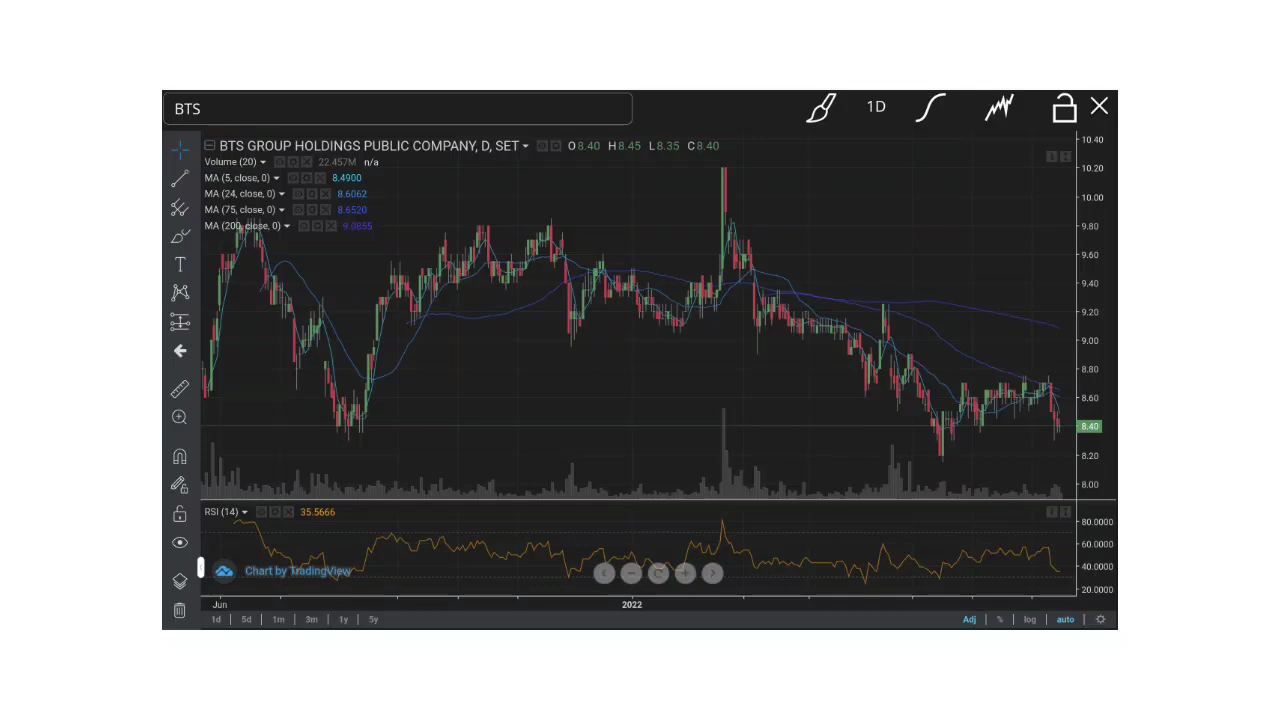 BTS
1D
BTS GROUP HOLDINGS PUBLIC COMPANY, D, SET O 8.40 H 8.45 L 8.35 C 8.40
Volume (20) 22.457M n/a
MA (5, close, 0) 8.4900
MA (24, close, 0) 8.6062
MA (75, close, 0) 8.6520
MA (200, close, 0) 9.0855
10.40
10.20
10.00
9.80
9.60
9.40
9.20
9.00
8.80
8.60
8.40
8.20
8.00
RSI (14) 35.5666
80.0000
60.0000
40.0000
20.0000
Chart by TradingView
Jun 2022
1d 5d 1m 3m 1y 5y Adj % log auto